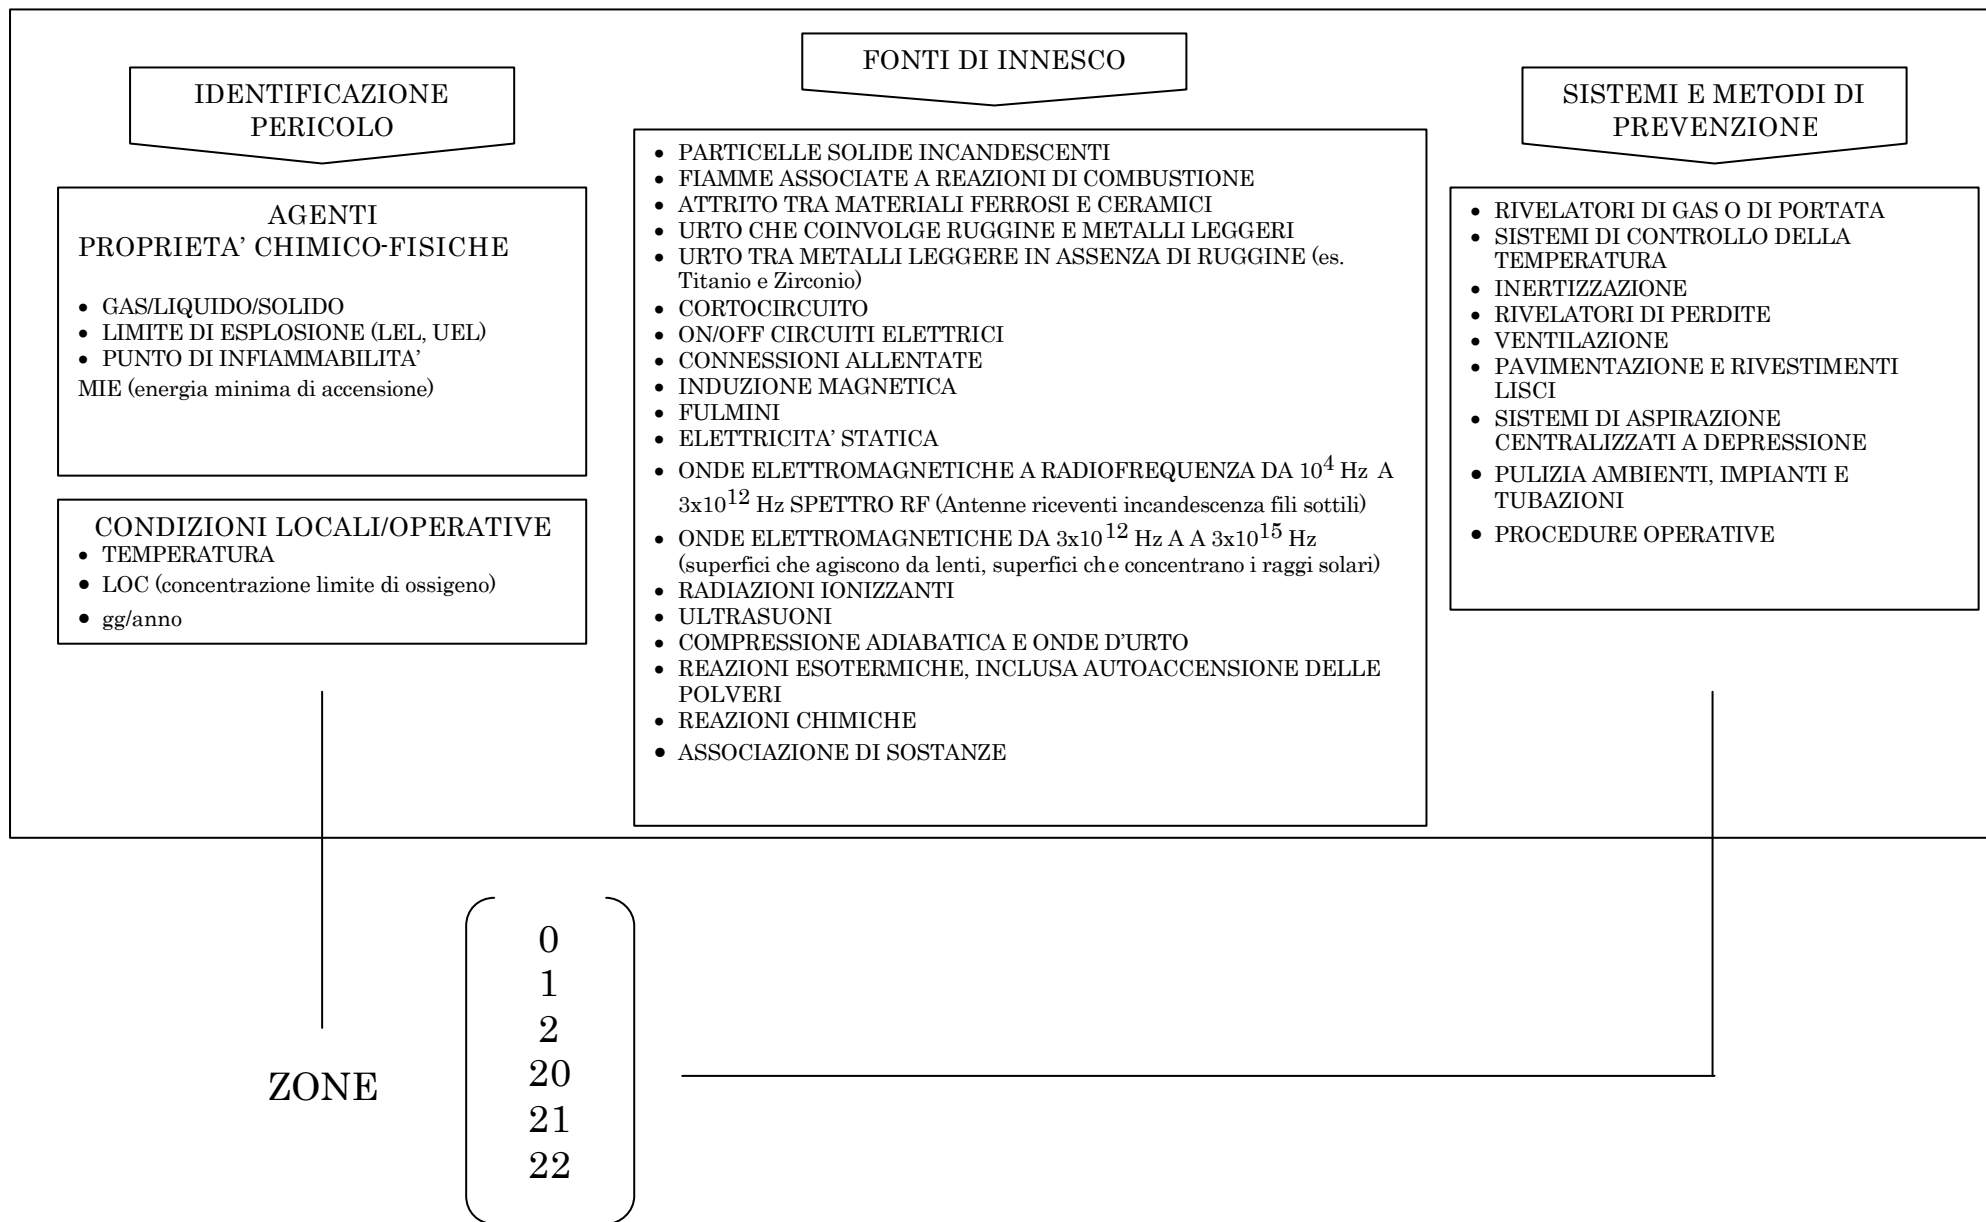 IDENTIFICAZIONE
PERICOLO
AGENTI
PROPRIETA’ CHIMICO-FISICHE
• GAS/LIQUIDO/SOLIDO
• LIMITE DI ESPLOSIONE (LEL, UEL)
• PUNTO DI INFIAMMABILITA’
MIE (energia minima di accensione)
CONDIZIONI LOCALI/OPERATIVE
• TEMPERATURA
• LOC (concentrazione limite di ossigeno)
• gg/anno
FONTI DI INNESCO
• PARTICELLE SOLIDE INCANDESCENTI
• FIAMME ASSOCIATE A REAZIONI DI COMBUSTIONE
• ATTRITO TRA MATERIALI FERROSI E CERAMICI
• URTO CHE COINVOLGE RUGGINE E METALLI LEGGERI
• URTO TRA METALLI LEGGERE IN ASSENZA DI RUGGINE (es.
Titanio e Zirconio)
• CORTOCIRCUITO
• ON/OFF CIRCUITI ELETTRICI
• CONNESSIONI ALLENTATE
• INDUZIONE MAGNETICA
• FULMINI
• ELETTRICITA’ STATICA
• ONDE ELETTROMAGNETICHE A RADIOFREQUENZA DA 10⁴ Hz A
3x10¹² Hz SPETTRO RF (Antenne riceventi incandescenza fili sottili)
• ONDE ELETTROMAGNETICHE DA 3x10¹² Hz A A 3x10¹⁵ Hz
(superfici che agiscono da lenti, superfici che concentrano i raggi solari)
• RADIAZIONI IONIZZANTI
• ULTRASUONI
• COMPRESSIONE ADIABATICA E ONDE D’URTO
• REAZIONI ESOTERMICHE, INCLUSA AUTOACCENSIONE DELLE
POLVERI
• REAZIONI CHIMICHE
• ASSOCIAZIONE DI SOSTANZE
SISTEMI E METODI DI
PREVENZIONE
• RIVELATORI DI GAS O DI PORTATA
• SISTEMI DI CONTROLLO DELLA
TEMPERATURA
• INERTIZZAZIONE
• RIVELATORI DI PERDITE
• VENTILAZIONE
• PAVIMENTAZIONE E RIVESTIMENTI
LISCI
• SISTEMI DI ASPIRAZIONE
CENTRALIZZATI A DEPRESSIONE
• PULIZIA AMBIENTI, IMPIANTI E
TUBAZIONI
• PROCEDURE OPERATIVE
ZONE
0
1
2
20
21
22